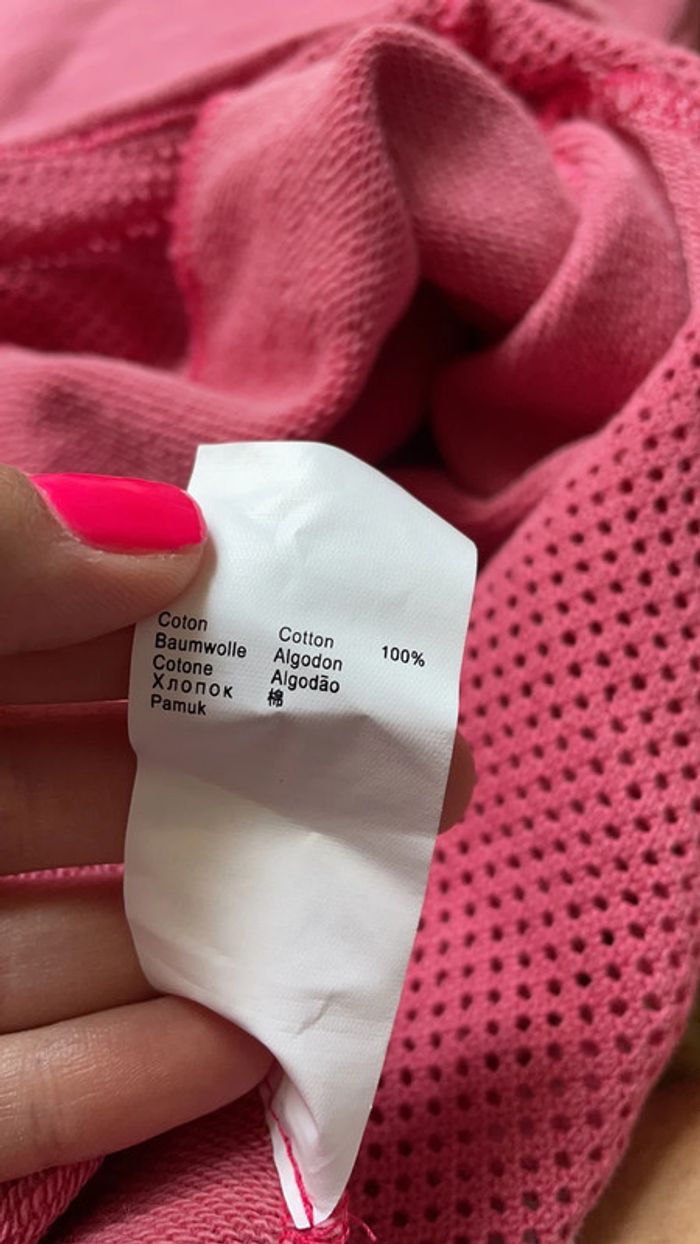 Coton
Baumwolle
Cotone
Хлопок
Pamuk
Cotton
Algodon
Algodão
棉
100%